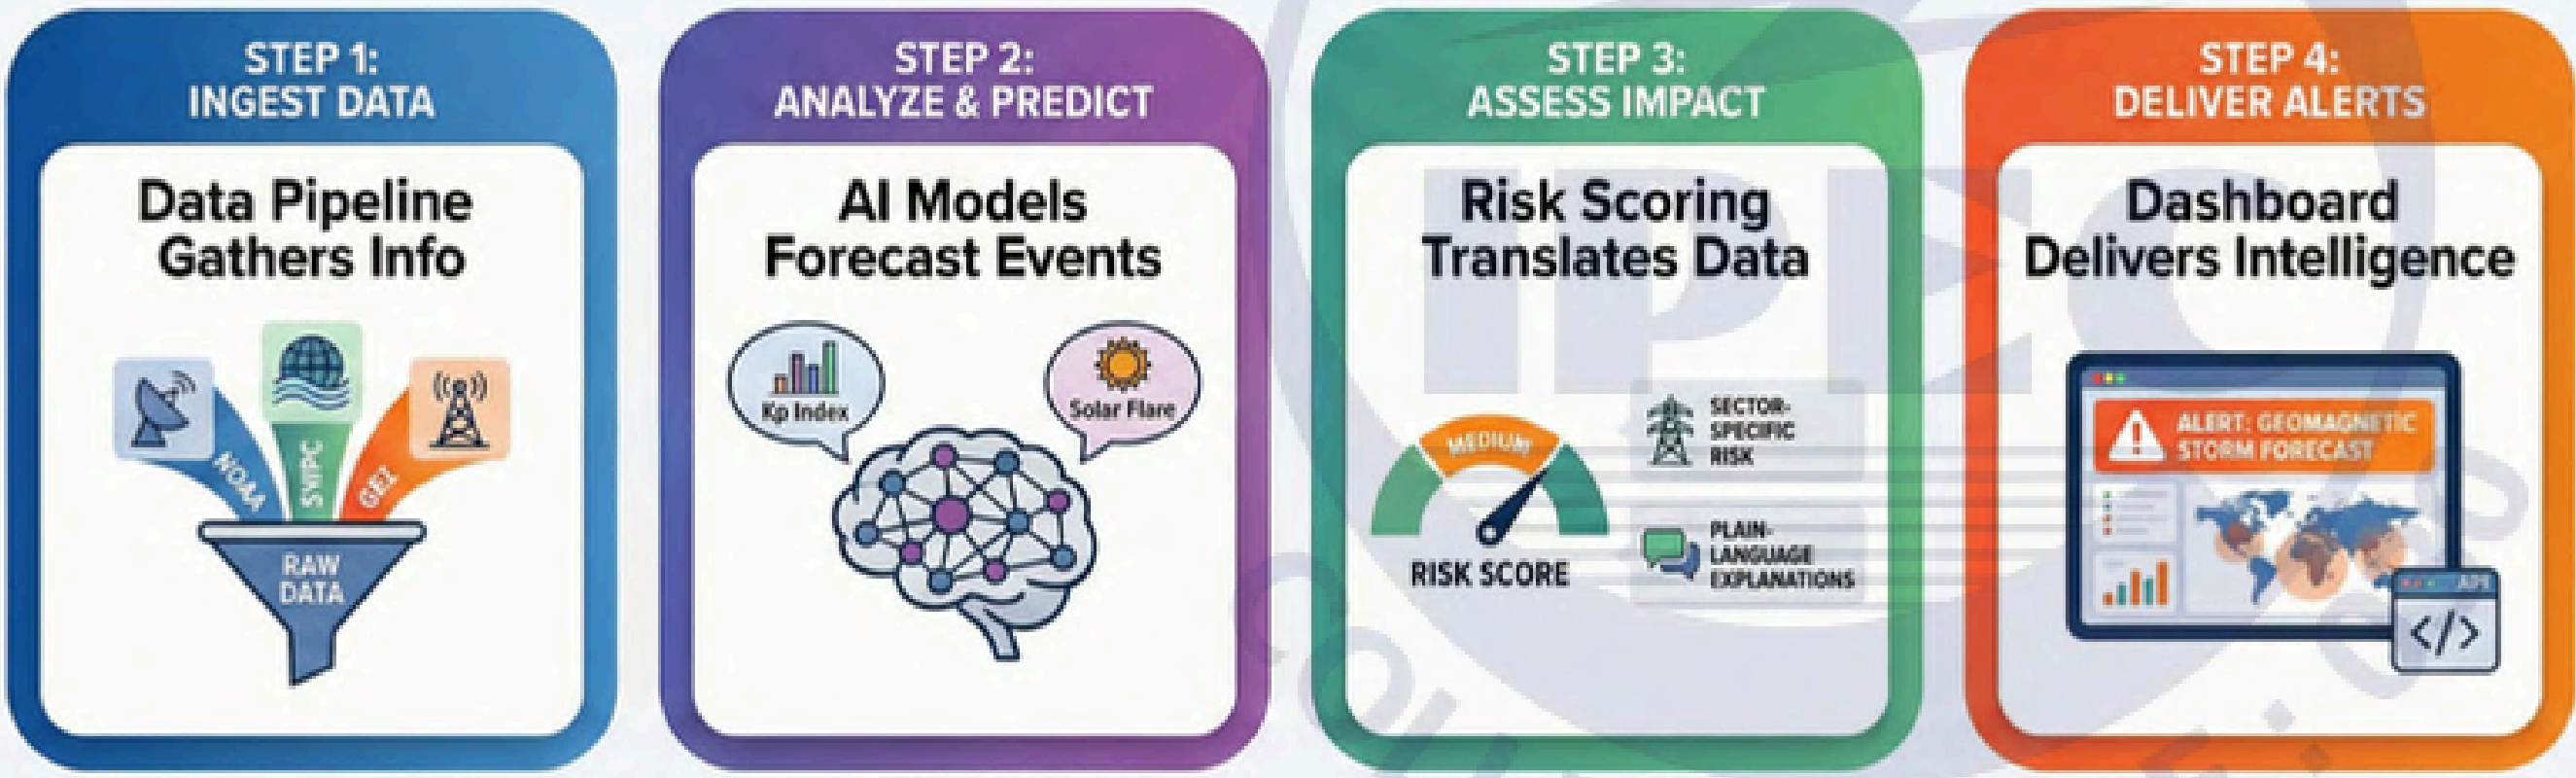 STEP 1:
INGEST DATA
Data Pipeline
Gathers Info
NOAA
RAW
DATA
STEP 2:
ANALYZE & PREDICT
AI Models
Forecast Events
Kp Index
Solar Flare
STEP 3:
ASSESS IMPACT
Risk Scoring
Translates Data
MEDIUM
RISK SCORE
SECTOR-
SPECIFIC
RISK
PLAIN-
LANGUAGE
EXPLANATIONS
STEP 4:
DELIVER ALERTS
Dashboard
Delivers Intelligence
ALERT: GEOMAGNETIC
STORM FORECAST
</>